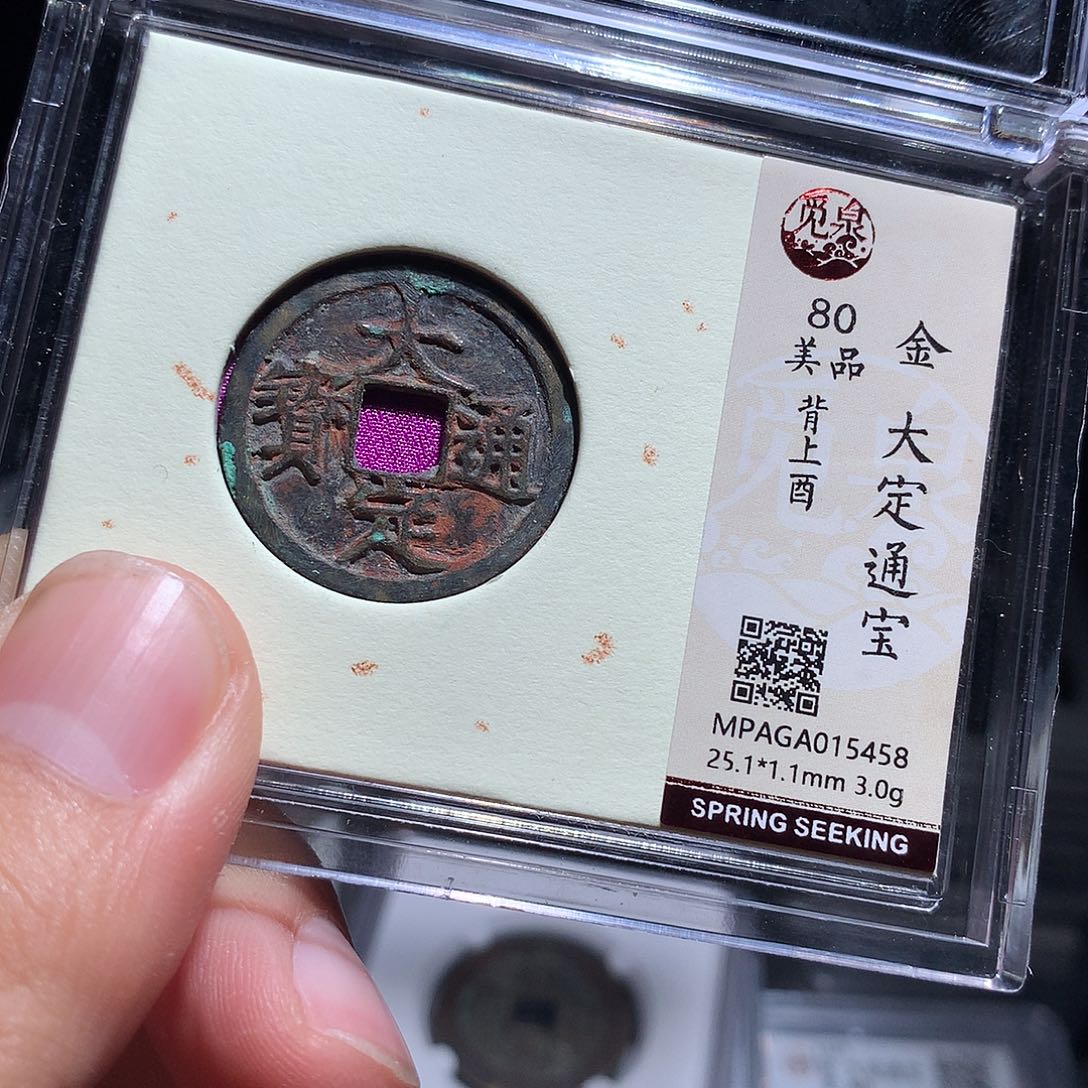 大定通寳
觅泉
80
美品
背上酉
金 大定通宝
MPAGA015458
25.1*1.1mm 3.0g
SPRING SEEKING